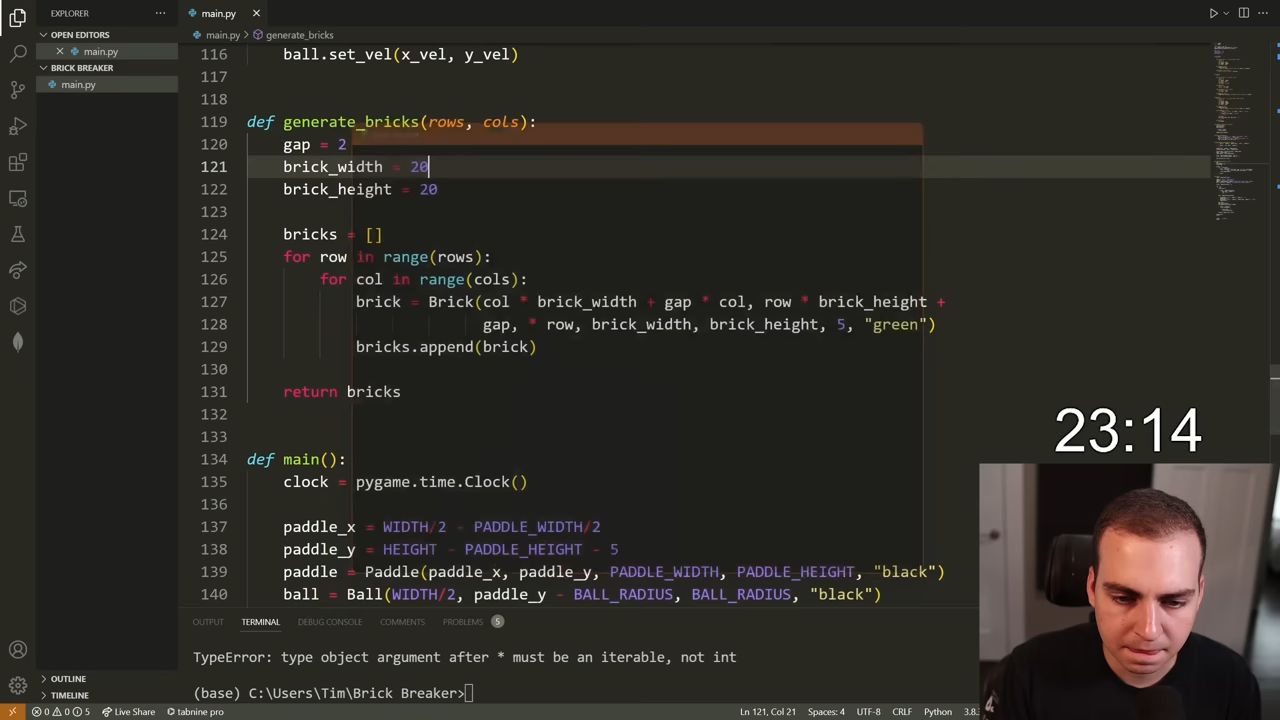 EXPLORER
OPEN EDITORS
main.py
BRICK BREAKER
main.py
OUTLINE
TIMELINE
main.py
main.py > generate_bricks
116 ball.set_vel(x_vel, y_vel)
117
118
119 def generate_bricks(rows, cols):
120 gap = 2
121 brick_width = 20
122 brick_height = 20
123
124 bricks = []
125 for row in range(rows):
126 for col in range(cols):
127 brick = Brick(col * brick_width + gap * col, row * brick_height +
128 gap, * row, brick_width, brick_height, 5, "green")
129 bricks.append(brick)
130
131 return bricks
132
133
134 def main():
135 clock = pygame.time.Clock()
136
137 paddle_x = WIDTH/2 - PADDLE_WIDTH/2
138 paddle_y = HEIGHT - PADDLE_HEIGHT - 5
139 paddle = Paddle(paddle_x, paddle_y, PADDLE_WIDTH, PADDLE_HEIGHT, "black")
140 ball = Ball(WIDTH/2, paddle_y - BALL_RADIUS, BALL_RADIUS, "black")
23:14
OUTPUT TERMINAL DEBUG CONSOLE COMMENTS PROBLEMS 5
TypeError: type object argument after * must be an iterable, not int
(base) C:\Users\Tim\Brick Breaker>
0 0 5 Live Share tabnine pro Ln 121, Col 21 Spaces: 4 UTF-8 CRLF Python